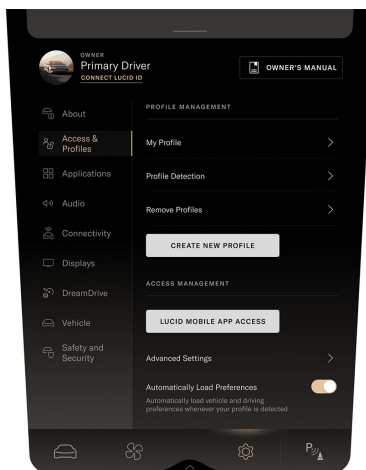 OWNER
Primary Driver
CONNECT LUCID ID
OWNER'S MANUAL
About
Access &
Profiles
Applications
Audio
Connectivity
Displays
DreamDrive
Vehicle
Safety and
Security
PROFILE MANAGEMENT
My Profile
Profile Detection
Remove Profiles
CREATE NEW PROFILE
ACCESS MANAGEMENT
LUCID MOBILE APP ACCESS
Advanced Settings
Automatically Load Preferences
Automatically load vehicle and driving
preferences whenever your profile is detected
P